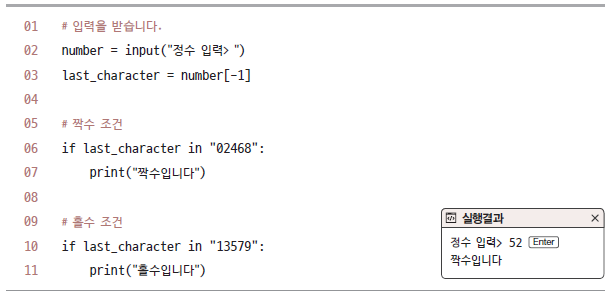 01 # 입력을 받습니다.
02 number = input("정수 입력> ")
03 last_character = number[-1]
04
05 # 짝수 조건
06 if last_character in "02468":
07     print("짝수입니다")
08
09 # 홀수 조건
10 if last_character in "13579":
11     print("홀수입니다")
실행결과
정수 입력> 52 Enter
짝수입니다